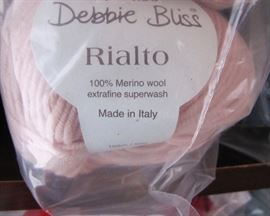 Debbie Bliss
Rialto
100% Merino wool
extrafine superwash
Made in Italy